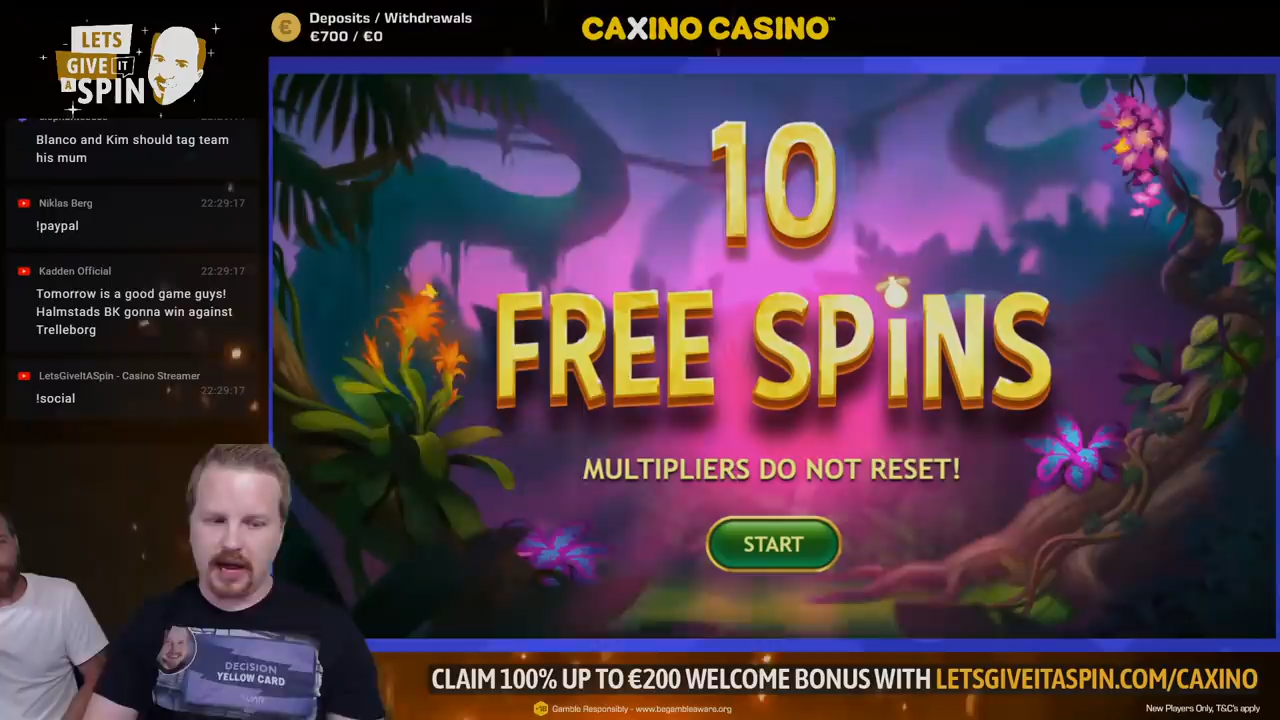 LETS
GIVE IT
A SPIN
Deposits / Withdrawals
€700 / €0
CAXINO CASINO™
Blanco and Kim should tag team
his mum
Niklas Berg 22:29:17
!paypal
Kadden Official 22:29:17
Tomorrow is a good game guys!
Halmstads BK gonna win against
Trelleborg
LetsGiveItASpin - Casino Streamer
22:29:17
!social
10
FREE SPiNS
MULTIPLIERS DO NOT RESET!
START
DECISION
YELLOW CARD
CLAIM 100% UP TO €200 WELCOME BONUS WITH LETSGIVEITASPIN.COM/CAXINO
Gamble Responsibly - www.begambleaware.org
New Players Only, T&C's apply